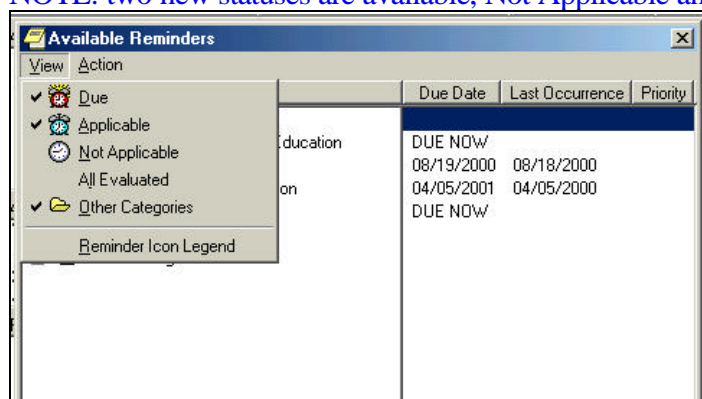 NOTE: two new statuses are available, Not Applicable an
Available Reminders
View Action
Due Date Last Occurrence Priority
Due
Applicable
Education DUE NOW
Not Applicable
08/19/2000 08/18/2000
All Evaluated
on 04/05/2001 04/05/2000
Other Categories
DUE NOW
Reminder Icon Legend